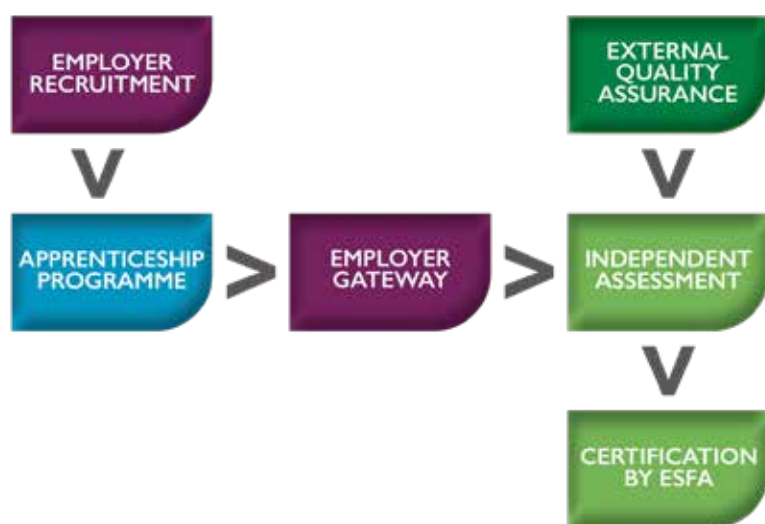 EMPLOYER
RECRUITMENT
EXTERNAL
QUALITY
ASSURANCE
V
V
APPRENTICESHIP
PROGRAMME
>
EMPLOYER
GATEWAY
>
INDEPENDENT
ASSESSMENT
V
CERTIFICATION
BY ESFA